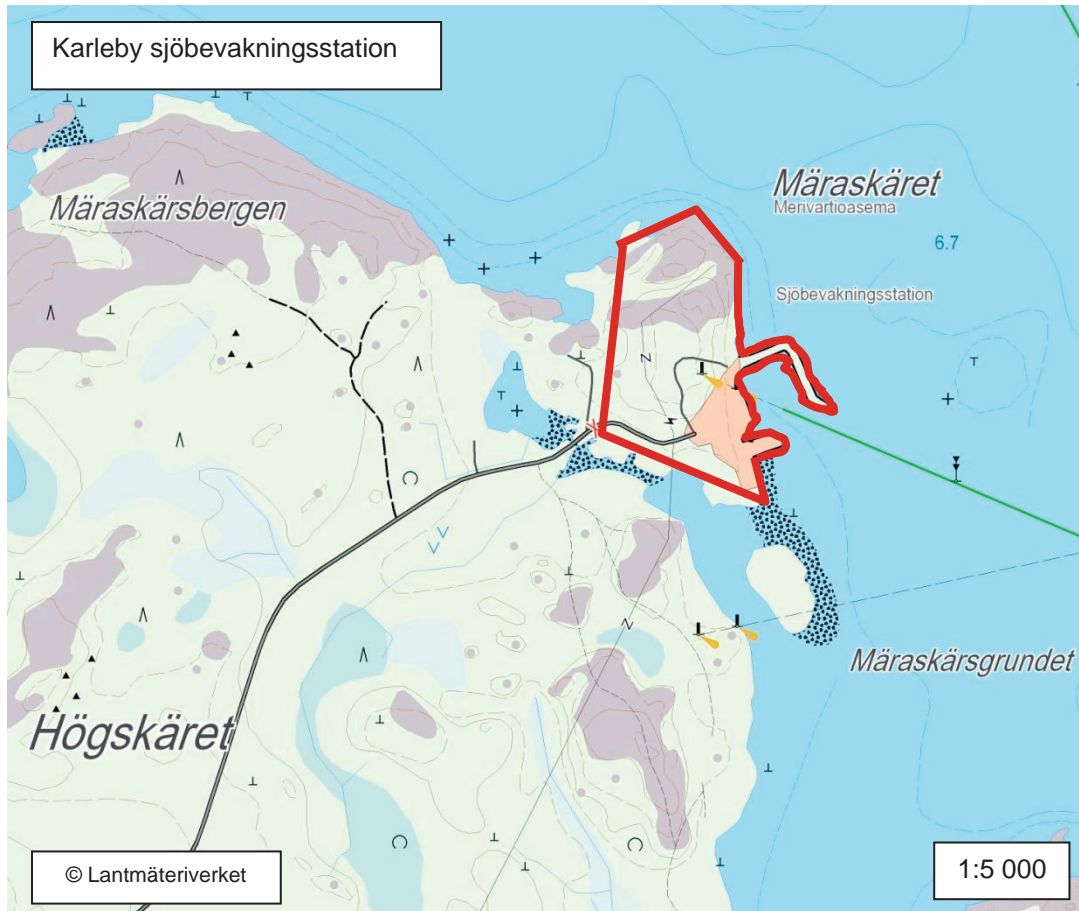 Karleby sjöbevakningsstation
Märaskäret
Merivartioasema
Märaskärsbergen
6.7
Sjöbevakningsstation
Märaskärsgrundet
Högskäret
© Lantmäteriverket
1:5 000